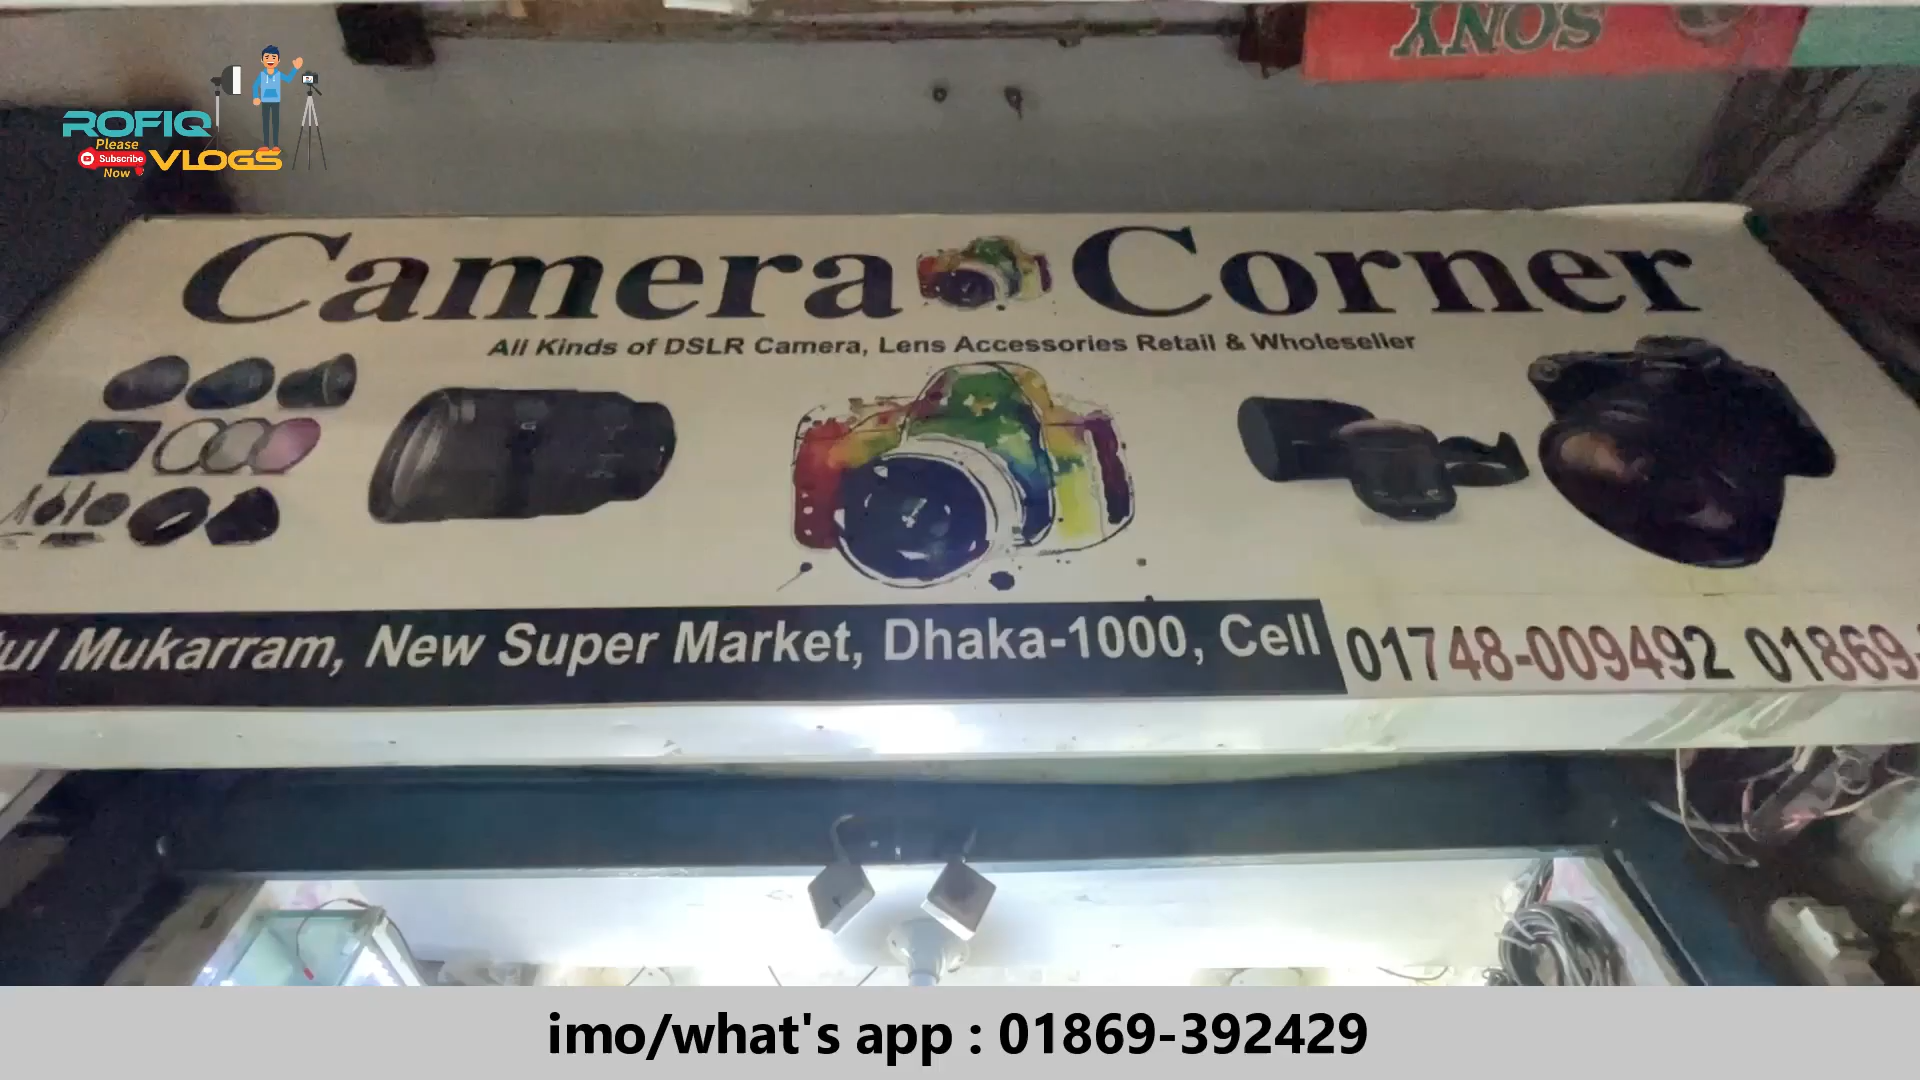 SONY
ROFIQ
Please
Subscribe
Now
VLOGS
Camera Corner
All Kinds of DSLR Camera, Lens Accessories Retail & Wholeseller
Mukarram, New Super Market, Dhaka-1000, Cell 01748-009492 01869-
imo/what's app : 01869-392429